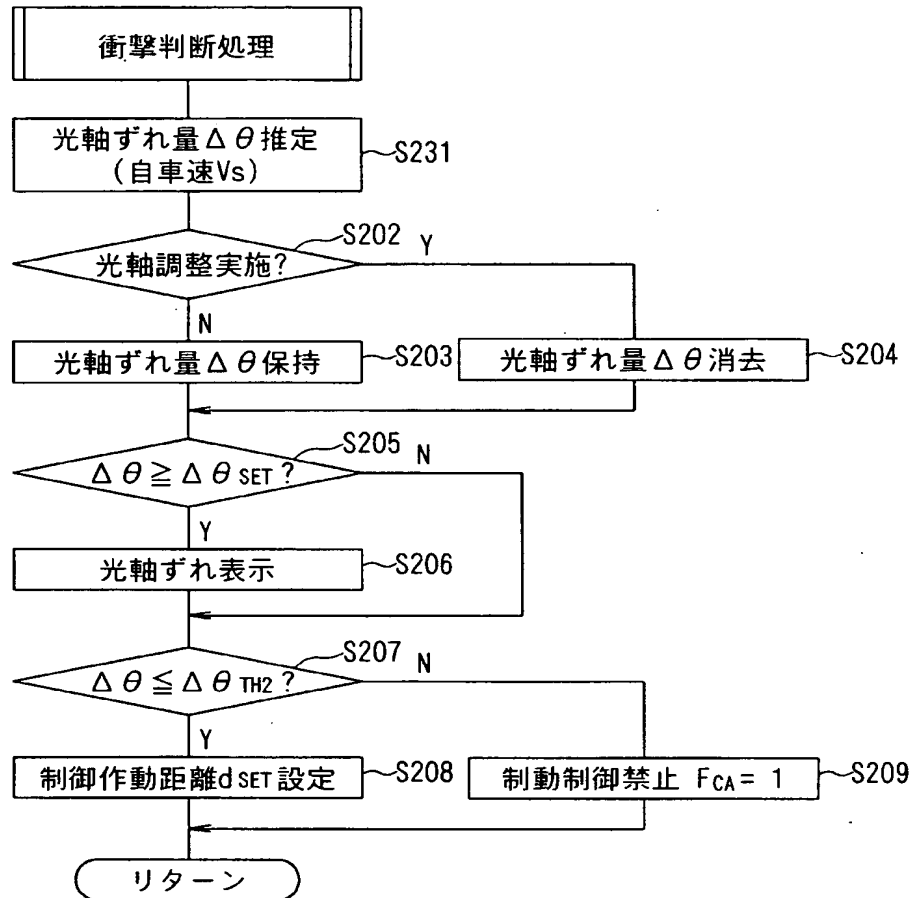 衝撃判断処理
光軸ずれ量Δθ推定
(自車速Vs)
S231
S202
光軸調整実施?
Y
N
光軸ずれ量Δθ保持
S203
光軸ずれ量Δθ消去
S204
S205
Δθ≧ΔθSET?
N
Y
光軸ずれ表示
S206
S207
Δθ≦ΔθTH2?
N
Y
制御作動距離dSET設定
S208
制動制御禁止 FCA=1
S209
リターン